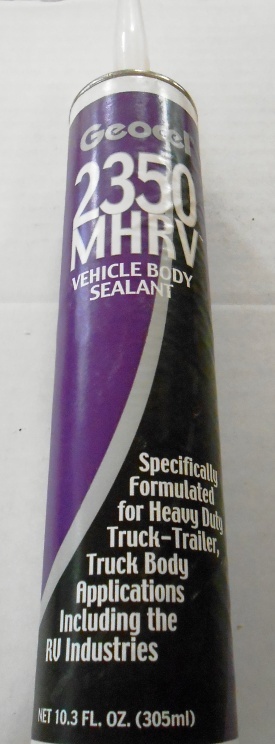 Geocel
2350
MHRV™
VEHICLE BODY
SEALANT
Specifically
Formulated
for Heavy Duty
Truck-Trailer,
Truck Body
Applications
Including the
RV Industries
NET 10.3 FL. OZ. (305ml)